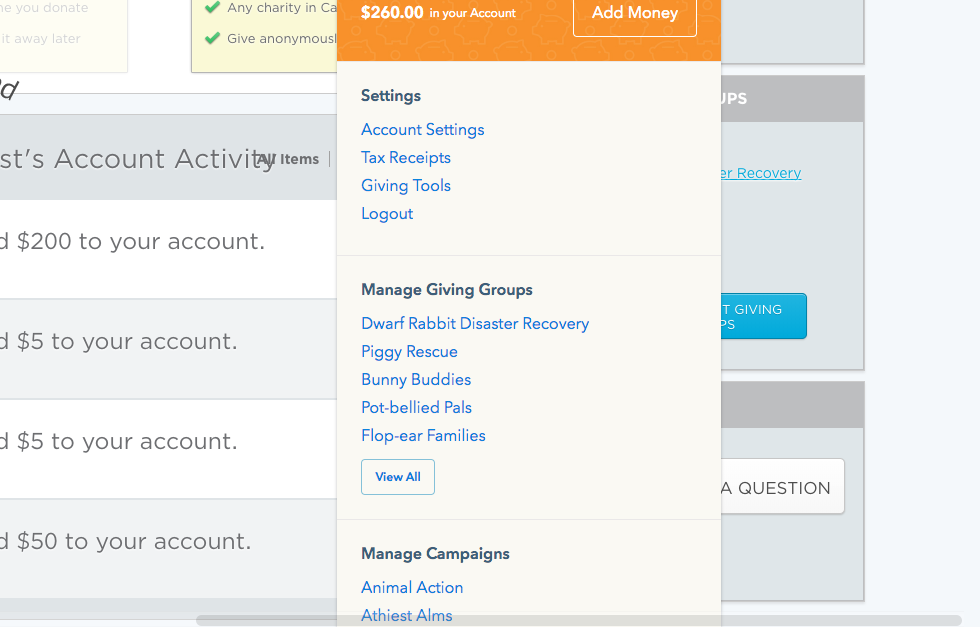 ne you donate
it away later
Any charity in Ca
Give anonymousl
$260.00 in your Account
Add Money
st's Account Activity
All Items |
d $200 to your account.
d $5 to your account.
d $5 to your account.
d $50 to your account.
Settings
Account Settings
Tax Receipts
Giving Tools
Logout
Manage Giving Groups
Dwarf Rabbit Disaster Recovery
Piggy Rescue
Bunny Buddies
Pot-bellied Pals
Flop-ear Families
View All
Manage Campaigns
Animal Action
Athiest Alms
UPS
er Recovery
T GIVING
PS
A QUESTION